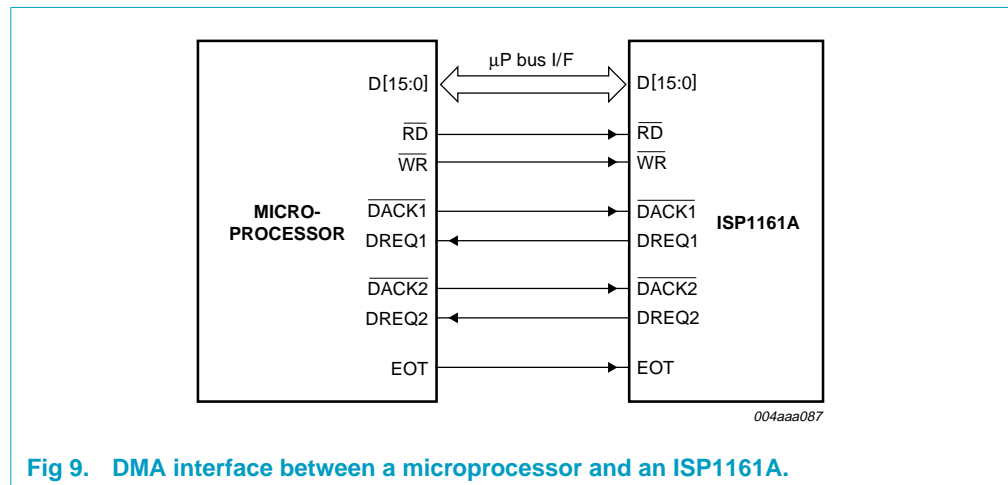 µP bus I/F
D[15:0] D[15:0]
RD RD
WR WR
DACK1 DACK1
MICRO-
PROCESSOR
ISP1161A
DREQ1 DREQ1
DACK2 DACK2
DREQ2 DREQ2
EOT EOT
004aaa087
Fig 9. DMA interface between a microprocessor and an ISP1161A.